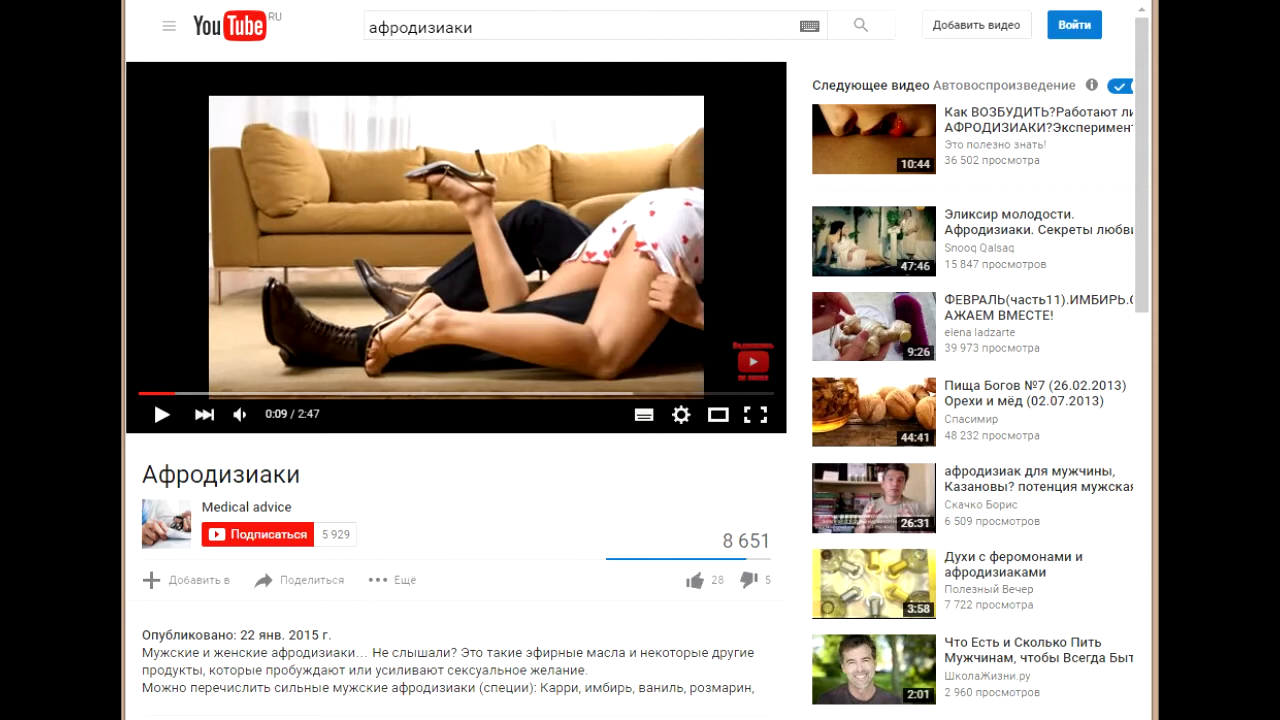 YouTube RU
афродизиаки
Добавить видео
Войти
Следующее видео Автовоспроизведение
Как ВОЗБУДИТЬ?Работают ли
АФРОДИЗИАКИ?Эксперимент
Это полезно знать!
36 502 просмотра
10:44
Эликсир молодости.
Афродизиаки. Секреты любви
Snooq Qalsaq
15 847 просмотров
47:46
ФЕВРАЛЬ(часть11).ИМБИРЬ.С
АЖАЕМ ВМЕСТЕ!
elena ladzarte
39 973 просмотра
9:26
Пища Богов №7 (26.02.2013)
Орехи и мёд (02.07.2013)
Спасимир
48 232 просмотра
44:41
афродизиак для мужчины,
Казановы? потенция мужская
Скачко Борис
6 509 просмотров
26:31
Духи с феромонами и
афродизиаками
Полезный Вечер
7 722 просмотра
3:58
Что Есть и Сколько Пить
Мужчинам, чтобы Всегда Быт
ШколаЖизни.ру
2 960 просмотров
2:01
0:09 / 2:47
Афродизиаки
Medical advice
Подписаться 5 929
8 651
Добавить в Поделиться Ещё 28 5
Опубликовано: 22 янв. 2015 г.
Мужские и женские афродизиаки… Не слышали? Это такие эфирные масла и некоторые другие
продукты, которые пробуждают или усиливают сексуальное желание.
Можно перечислить сильные мужские афродизиаки (специи): Карри, имбирь, ваниль, розмарин,